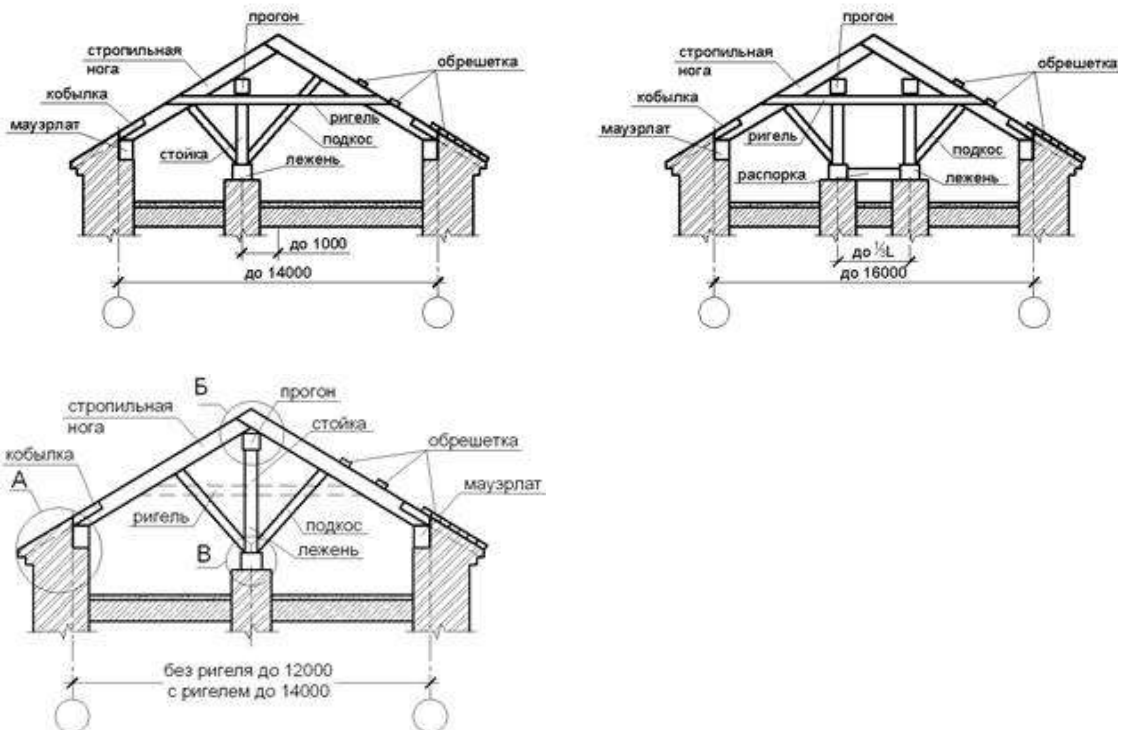 прогон
стропильная
нога
обрешетка
кобылка
мауэрлат
ригель
подкос
стойка
лежень
до 1000
до 14000
прогон
стропильная
нога
обрешетка
кобылка
мауэрлат
ригель
подкос
распорка
лежень
до ⅓L
до 16000
Б
прогон
стропильная
нога
стойка
обрешетка
кобылка
А
мауэрлат
ригель
подкос
В
лежень
без ригеля до 12000
с ригелем до 14000